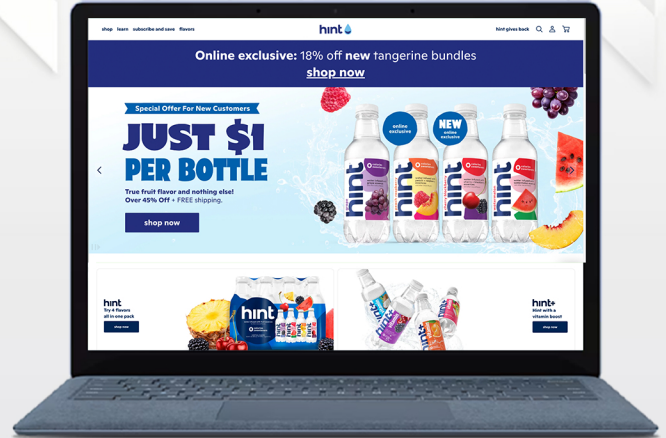 shop learn subscribe and save flavors
hint
hint gives back
Online exclusive: 18% off new tangerine bundles
shop now
Special Offer For New Customers
JUST $1
PER BOTTLE
True fruit flavor and nothing else!
Over 45% Off + FREE shipping.
shop now
online
exclusive
NEW
online
exclusive
hint
hint
hint
hint
hint
Try 4 flavors
all in one pack
shop now
hint
hint+
Hint with a
vitamin boost!
shop now